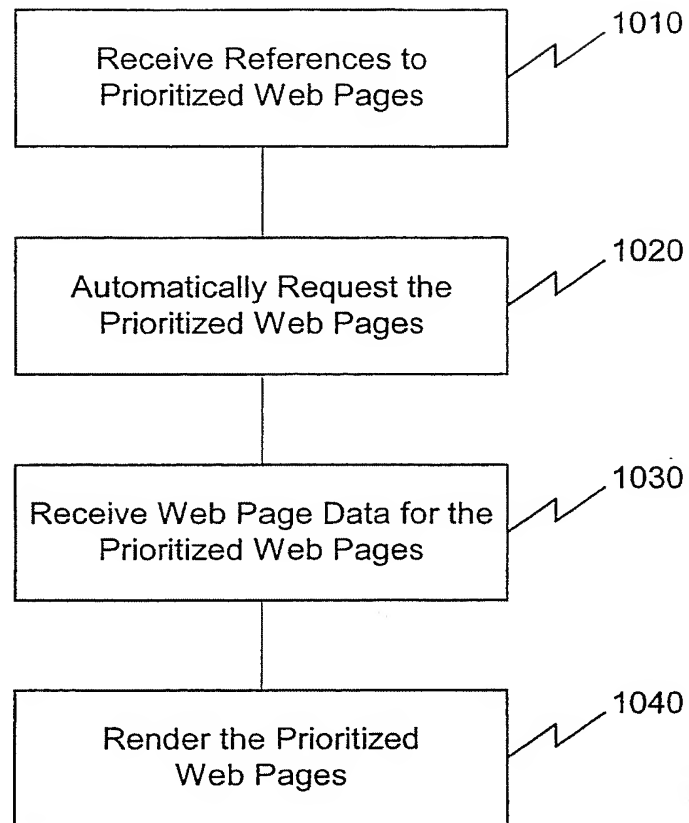 1010
Receive References to
Prioritized Web Pages
1020
Automatically Request the
Prioritized Web Pages
1030
Receive Web Page Data for the
Prioritized Web Pages
1040
Render the Prioritized
Web Pages